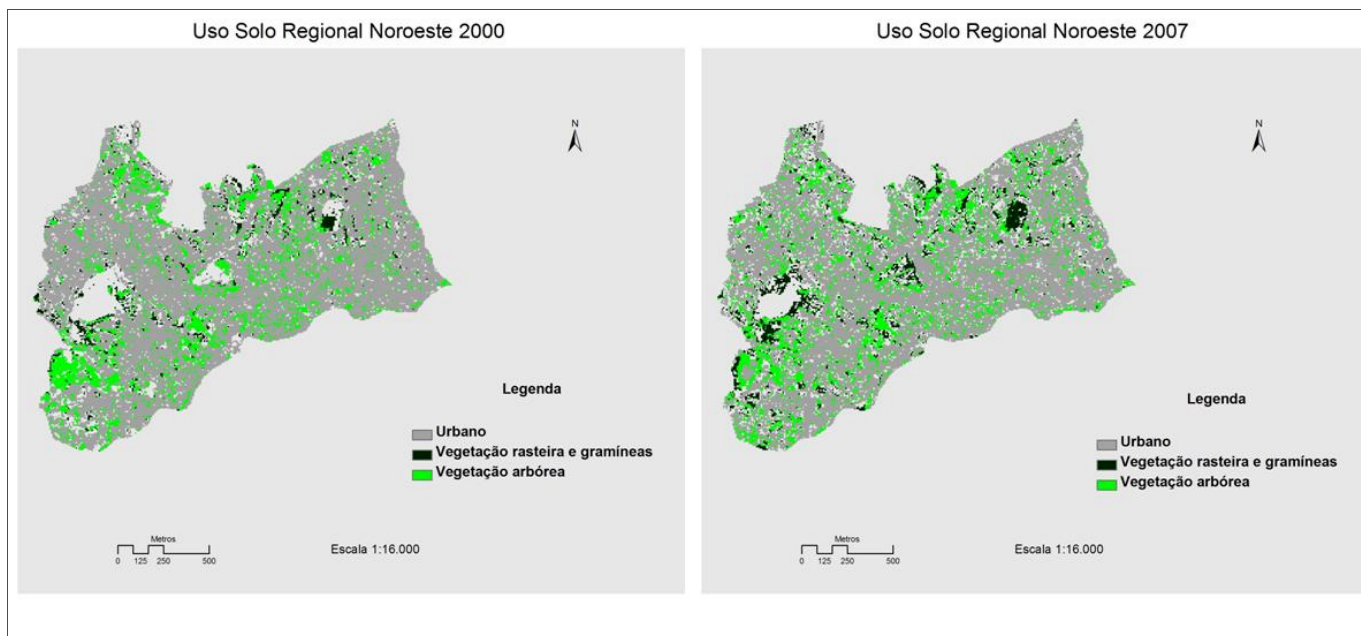 Uso Solo Regional Noroeste 2000
N
Legenda
Urbano
Vegetação rasteira e gramíneas
Vegetação arbórea
Metros
0 125 250 500
Escala 1:16.000
Uso Solo Regional Noroeste 2007
N
Legenda
Urbano
Vegetação rasteira e gramíneas
Vegetação arbórea
Metros
0 125 250 500
Escala 1:16.000